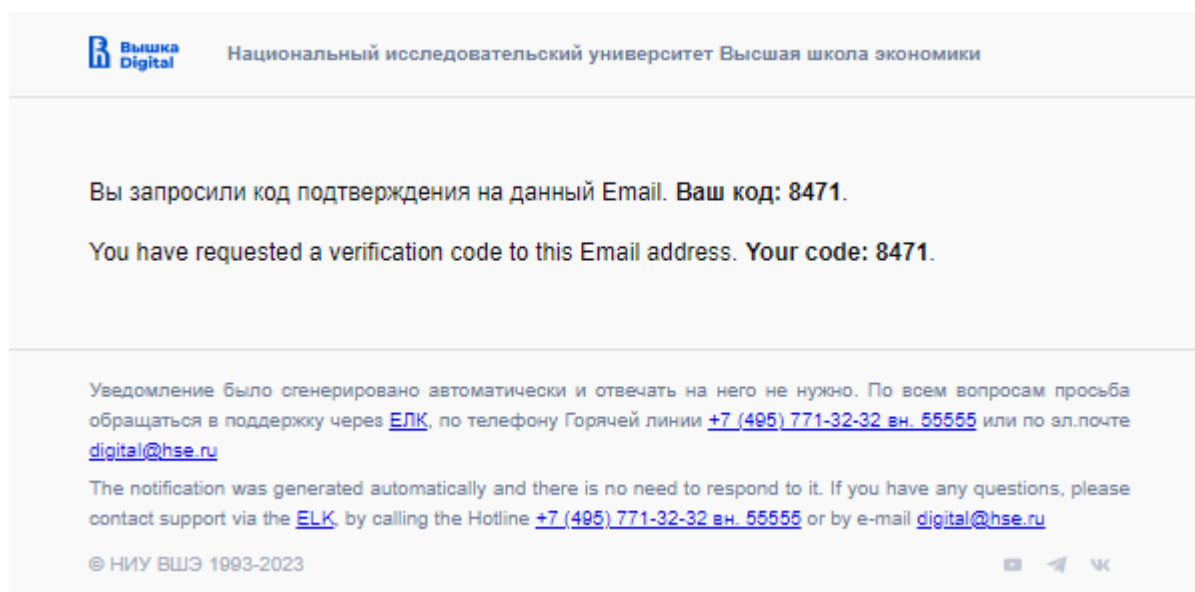 Вышка
Digital
Национальный исследовательский университет Высшая школа экономики
Вы запросили код подтверждения на данный Email. Ваш код: 8471.
You have requested a verification code to this Email address. Your code: 8471.
Уведомление было сгенерировано автоматически и отвечать на него не нужно. По всем вопросам просьба
обращаться в поддержку через ЕЛК, по телефону Горячей линии +7 (495) 771-32-32 вн. 55555 или по эл.почте
digital@hse.ru
The notification was generated automatically and there is no need to respond to it. If you have any questions, please
contact support via the ELK, by calling the Hotline +7 (495) 771-32-32 вн. 55555 or by e-mail digital@hse.ru
© НИУ ВШЭ 1993-2023